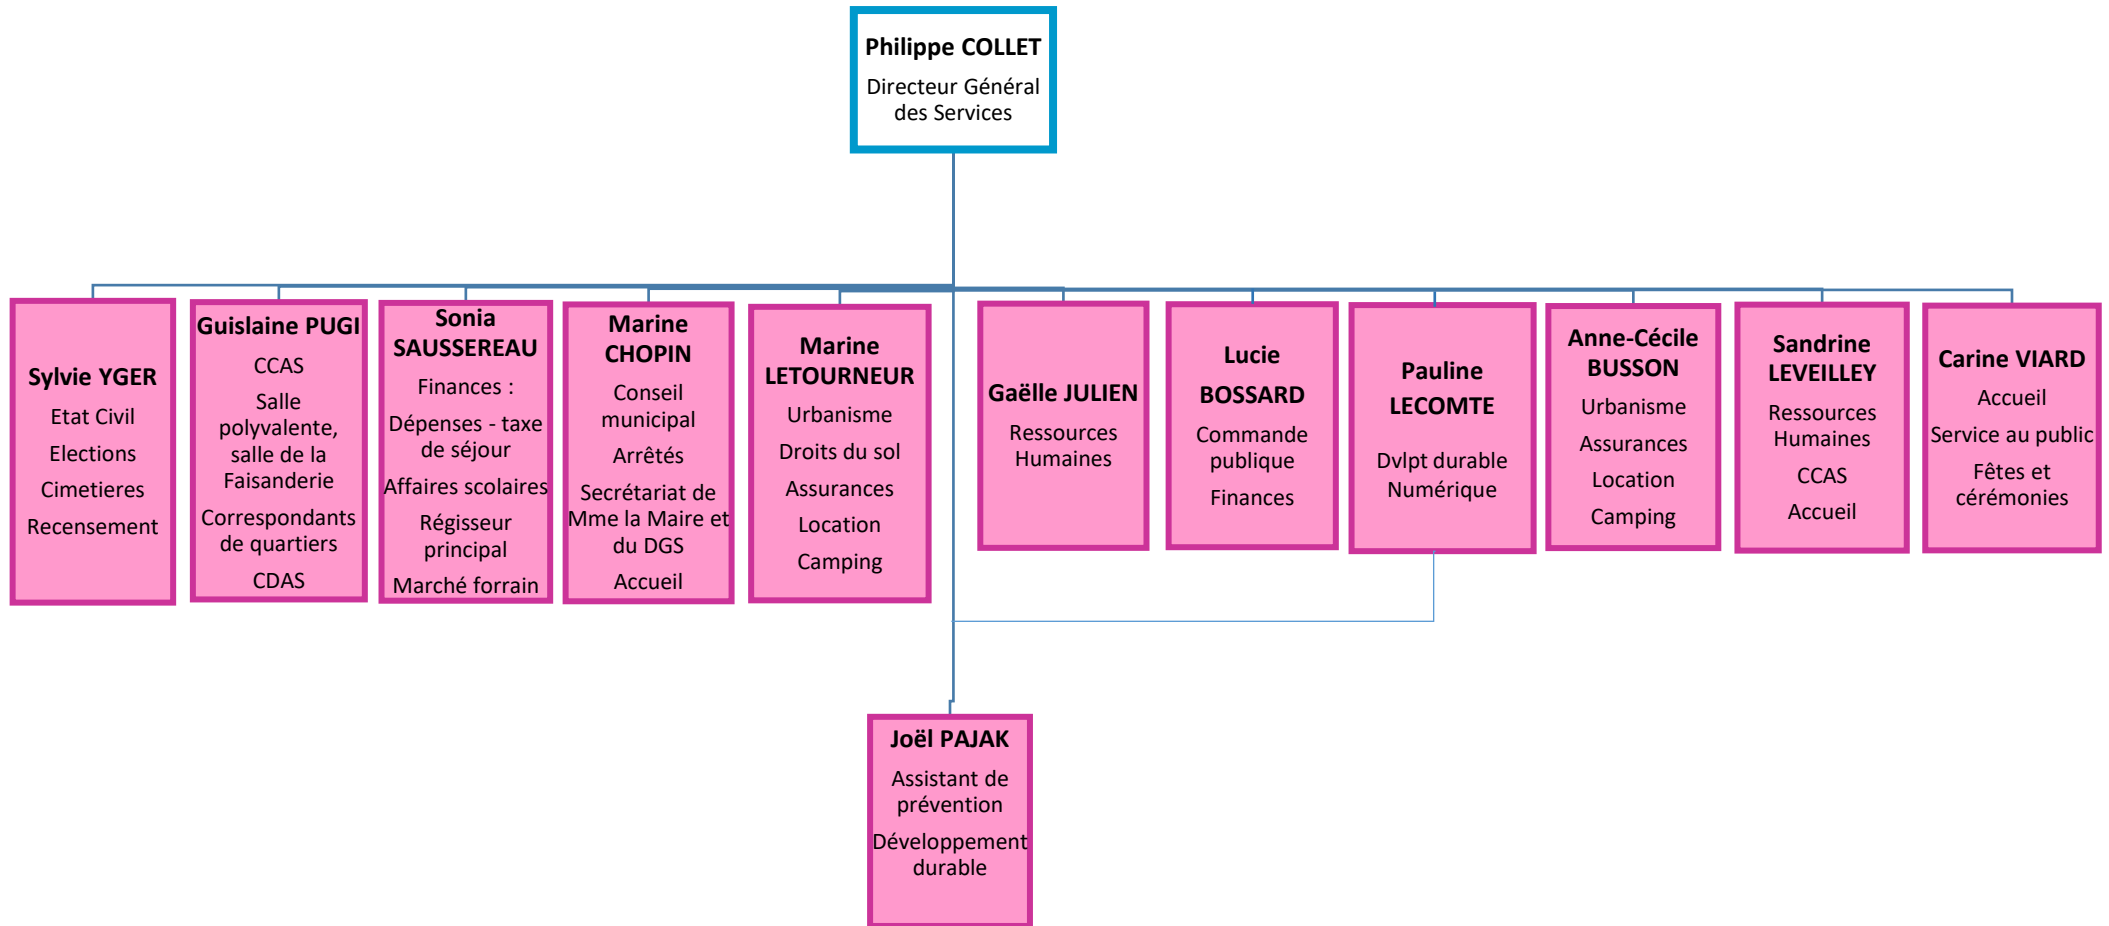 Philippe COLLET
Directeur Général
des Services
Sylvie YGER
Etat Civil
Elections
Cimetieres
Recensement
Guislaine PUGI
CCAS
Salle
polyvalente,
salle de la
Faisanderie
Correspondants
de quartiers
CDAS
Sonia
SAUSSEREAU
Finances :
Dépenses - taxe
de séjour
Affaires scolaires
Régisseur
principal
Marché forrain
Marine
CHOPIN
Conseil
municipal
Arrêtés
Secrétariat de
Mme la Maire et
du DGS
Accueil
Marine
LETOURNEUR
Urbanisme
Droits du sol
Assurances
Location
Camping
Gaëlle JULIEN
Ressources
Humaines
Lucie
BOSSARD
Commande
publique
Finances
Pauline
LECOMTE
Dvlpt durable
Numérique
Anne-Cécile
BUSSON
Urbanisme
Assurances
Location
Camping
Sandrine
LEVEILLEY
Ressources
Humaines
CCAS
Accueil
Carine VIARD
Accueil
Service au public
Fêtes et
cérémonies
Joël PAJAK
Assistant de
prévention
Développement
durable